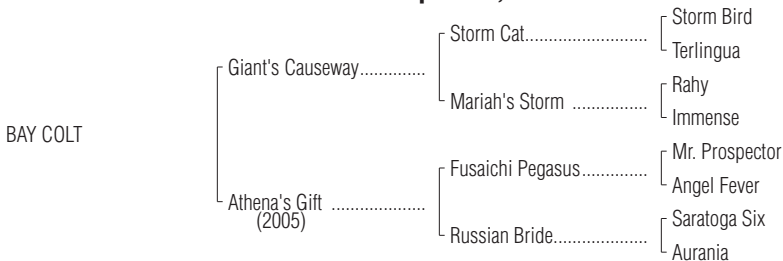 Storm Bird
Storm Cat..........................
Terlingua
Giant's Causeway..............
Rahy
Mariah's Storm ................
Immense
BAY COLT
Mr. Prospector
Fusaichi Pegasus..............
Angel Fever
Athena's Gift ....................
(2005)
Saratoga Six
Russian Bride....................
Aurania